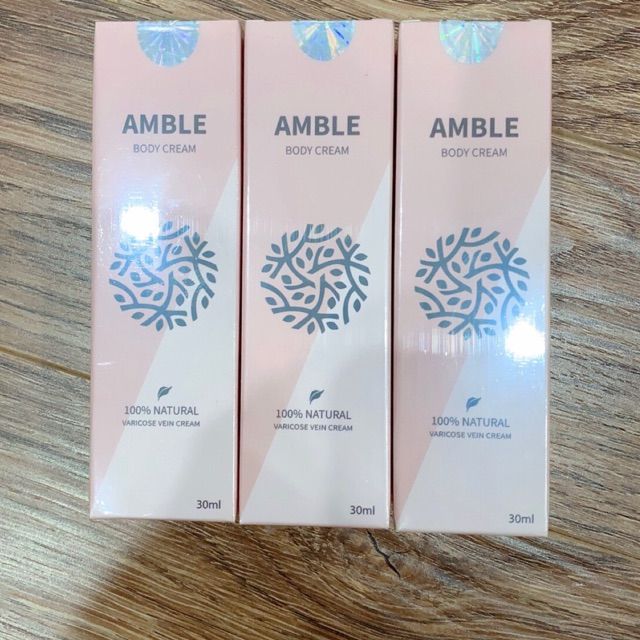 AMBLE
BODY CREAM
100% NATURAL
VARICOSE VEIN CREAM
30ml
AMBLE
BODY CREAM
100% NATURAL
VARICOSE VEIN CREAM
30ml
AMBLE
BODY CREAM
100% NATURAL
VARICOSE VEIN CREAM
30ml